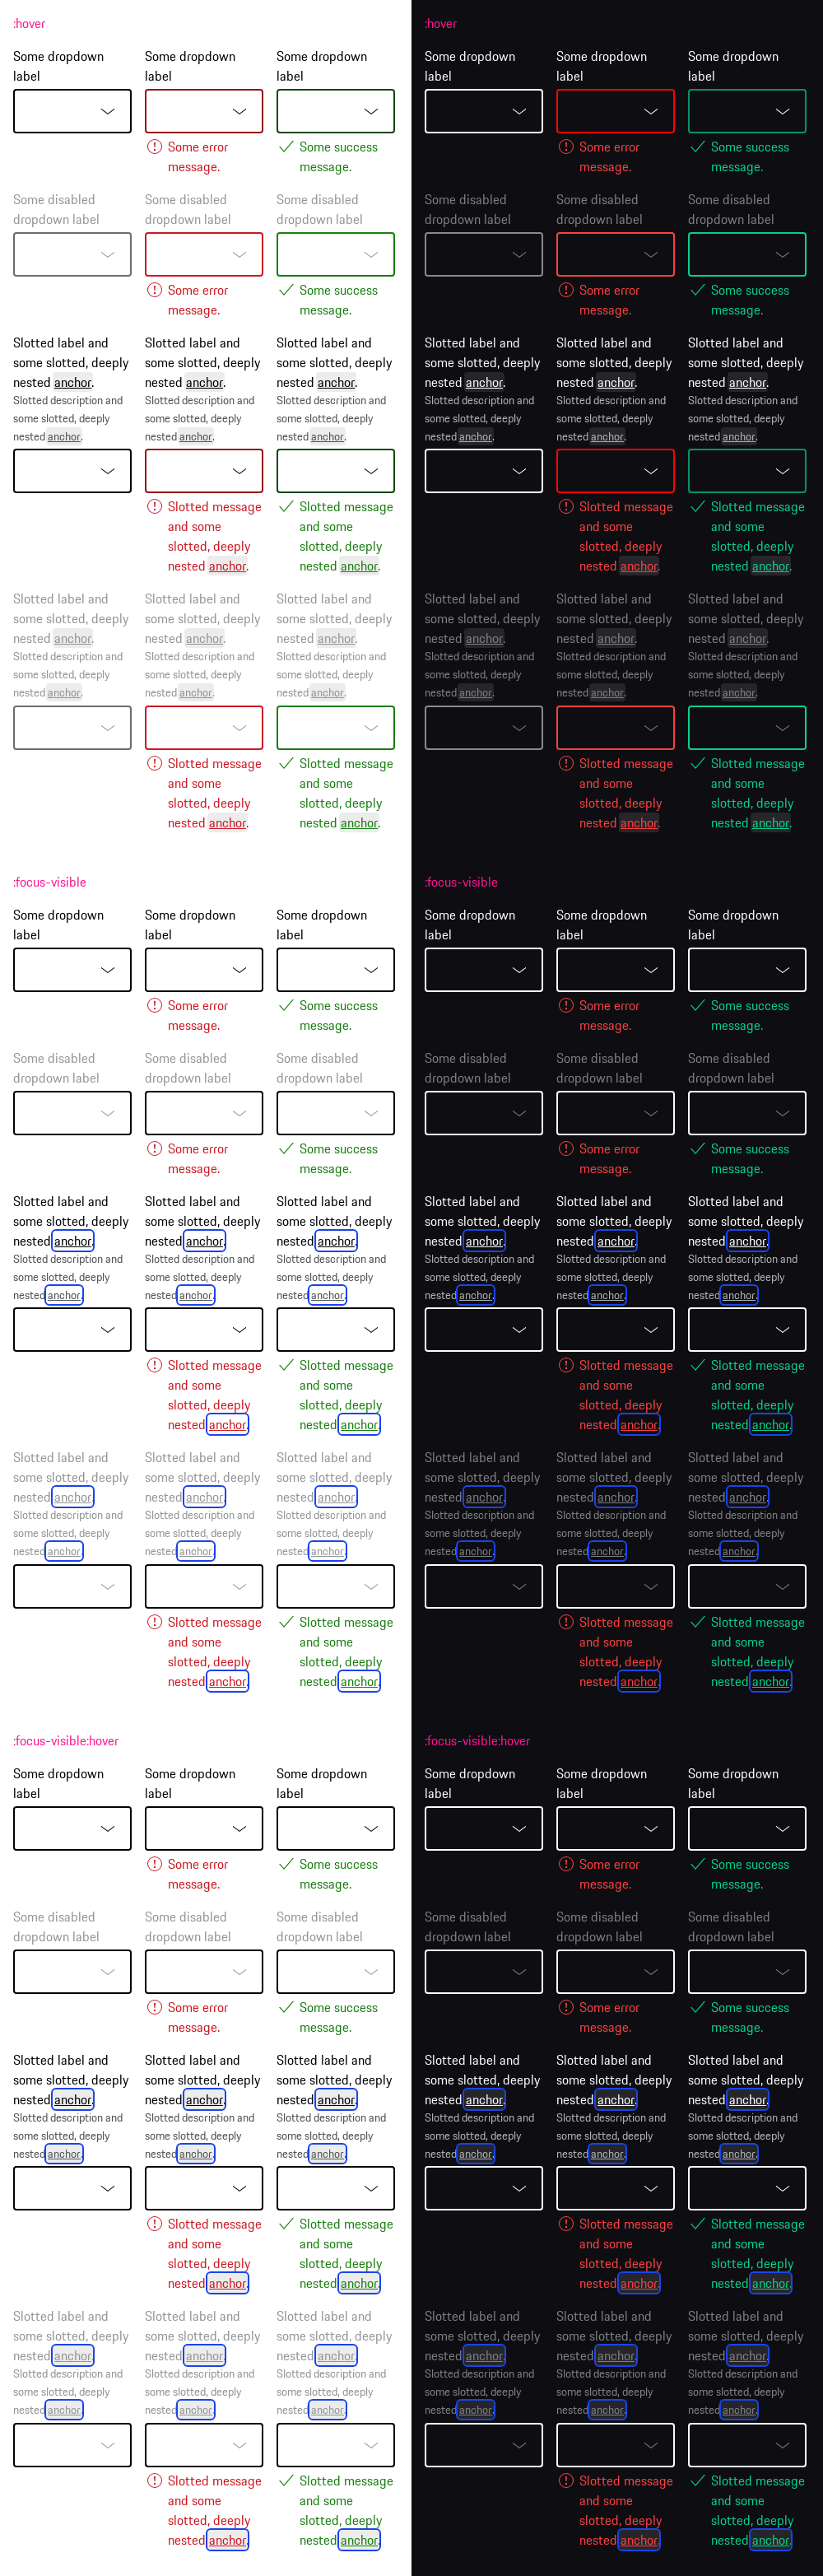 :hover
Some dropdown
label
Some dropdown
label
Some error
message.
Some dropdown
label
Some success
message.
Some disabled
dropdown label
Some disabled
dropdown label
Some error
message.
Some disabled
dropdown label
Some success
message.
Slotted label and
some slotted, deeply
nested anchor.
Slotted description and
some slotted, deeply
nested anchor.
Slotted label and
some slotted, deeply
nested anchor.
Slotted description and
some slotted, deeply
nested anchor.
Slotted message
and some
slotted, deeply
nested anchor.
Slotted label and
some slotted, deeply
nested anchor.
Slotted description and
some slotted, deeply
nested anchor.
Slotted message
and some
slotted, deeply
nested anchor.
Slotted label and
some slotted, deeply
nested anchor.
Slotted description and
some slotted, deeply
nested anchor.
Slotted label and
some slotted, deeply
nested anchor.
Slotted description and
some slotted, deeply
nested anchor.
Slotted message
and some
slotted, deeply
nested anchor.
Slotted label and
some slotted, deeply
nested anchor.
Slotted description and
some slotted, deeply
nested anchor.
Slotted message
and some
slotted, deeply
nested anchor.
:focus-visible
Some dropdown
label
Some dropdown
label
Some error
message.
Some dropdown
label
Some success
message.
Some disabled
dropdown label
Some disabled
dropdown label
Some error
message.
Some disabled
dropdown label
Some success
message.
Slotted label and
some slotted, deeply
nested anchor.
Slotted description and
some slotted, deeply
nested anchor.
Slotted label and
some slotted, deeply
nested anchor.
Slotted description and
some slotted, deeply
nested anchor.
Slotted message
and some
slotted, deeply
nested anchor.
Slotted label and
some slotted, deeply
nested anchor.
Slotted description and
some slotted, deeply
nested anchor.
Slotted message
and some
slotted, deeply
nested anchor.
Slotted label and
some slotted, deeply
nested anchor.
Slotted description and
some slotted, deeply
nested anchor.
Slotted label and
some slotted, deeply
nested anchor.
Slotted description and
some slotted, deeply
nested anchor.
Slotted message
and some
slotted, deeply
nested anchor.
Slotted label and
some slotted, deeply
nested anchor.
Slotted description and
some slotted, deeply
nested anchor.
Slotted message
and some
slotted, deeply
nested anchor.
:focus-visible:hover
Some dropdown
label
Some dropdown
label
Some error
message.
Some dropdown
label
Some success
message.
Some disabled
dropdown label
Some disabled
dropdown label
Some error
message.
Some disabled
dropdown label
Some success
message.
Slotted label and
some slotted, deeply
nested anchor.
Slotted description and
some slotted, deeply
nested anchor.
Slotted label and
some slotted, deeply
nested anchor.
Slotted description and
some slotted, deeply
nested anchor.
Slotted message
and some
slotted, deeply
nested anchor.
Slotted label and
some slotted, deeply
nested anchor.
Slotted description and
some slotted, deeply
nested anchor.
Slotted message
and some
slotted, deeply
nested anchor.
Slotted label and
some slotted, deeply
nested anchor.
Slotted description and
some slotted, deeply
nested anchor.
Slotted label and
some slotted, deeply
nested anchor.
Slotted description and
some slotted, deeply
nested anchor.
Slotted message
and some
slotted, deeply
nested anchor.
Slotted label and
some slotted, deeply
nested anchor.
Slotted description and
some slotted, deeply
nested anchor.
Slotted message
and some
slotted, deeply
nested anchor.
:hover
Some dropdown
label
Some dropdown
label
Some error
message.
Some dropdown
label
Some success
message.
Some disabled
dropdown label
Some disabled
dropdown label
Some error
message.
Some disabled
dropdown label
Some success
message.
Slotted label and
some slotted, deeply
nested anchor.
Slotted description and
some slotted, deeply
nested anchor.
Slotted label and
some slotted, deeply
nested anchor.
Slotted description and
some slotted, deeply
nested anchor.
Slotted message
and some
slotted, deeply
nested anchor.
Slotted label and
some slotted, deeply
nested anchor.
Slotted description and
some slotted, deeply
nested anchor.
Slotted message
and some
slotted, deeply
nested anchor.
Slotted label and
some slotted, deeply
nested anchor.
Slotted description and
some slotted, deeply
nested anchor.
Slotted label and
some slotted, deeply
nested anchor.
Slotted description and
some slotted, deeply
nested anchor.
Slotted message
and some
slotted, deeply
nested anchor.
Slotted label and
some slotted, deeply
nested anchor.
Slotted description and
some slotted, deeply
nested anchor.
Slotted message
and some
slotted, deeply
nested anchor.
:focus-visible
Some dropdown
label
Some dropdown
label
Some error
message.
Some dropdown
label
Some success
message.
Some disabled
dropdown label
Some disabled
dropdown label
Some error
message.
Some disabled
dropdown label
Some success
message.
Slotted label and
some slotted, deeply
nested anchor.
Slotted description and
some slotted, deeply
nested anchor.
Slotted label and
some slotted, deeply
nested anchor.
Slotted description and
some slotted, deeply
nested anchor.
Slotted message
and some
slotted, deeply
nested anchor.
Slotted label and
some slotted, deeply
nested anchor.
Slotted description and
some slotted, deeply
nested anchor.
Slotted message
and some
slotted, deeply
nested anchor.
Slotted label and
some slotted, deeply
nested anchor.
Slotted description and
some slotted, deeply
nested anchor.
Slotted label and
some slotted, deeply
nested anchor.
Slotted description and
some slotted, deeply
nested anchor.
Slotted message
and some
slotted, deeply
nested anchor.
Slotted label and
some slotted, deeply
nested anchor.
Slotted description and
some slotted, deeply
nested anchor.
Slotted message
and some
slotted, deeply
nested anchor.
:focus-visible:hover
Some dropdown
label
Some dropdown
label
Some error
message.
Some dropdown
label
Some success
message.
Some disabled
dropdown label
Some disabled
dropdown label
Some error
message.
Some disabled
dropdown label
Some success
message.
Slotted label and
some slotted, deeply
nested anchor.
Slotted description and
some slotted, deeply
nested anchor.
Slotted label and
some slotted, deeply
nested anchor.
Slotted description and
some slotted, deeply
nested anchor.
Slotted message
and some
slotted, deeply
nested anchor.
Slotted label and
some slotted, deeply
nested anchor.
Slotted description and
some slotted, deeply
nested anchor.
Slotted message
and some
slotted, deeply
nested anchor.
Slotted label and
some slotted, deeply
nested anchor.
Slotted description and
some slotted, deeply
nested anchor.
Slotted label and
some slotted, deeply
nested anchor.
Slotted description and
some slotted, deeply
nested anchor.
Slotted message
and some
slotted, deeply
nested anchor.
Slotted label and
some slotted, deeply
nested anchor.
Slotted description and
some slotted, deeply
nested anchor.
Slotted message
and some
slotted, deeply
nested anchor.